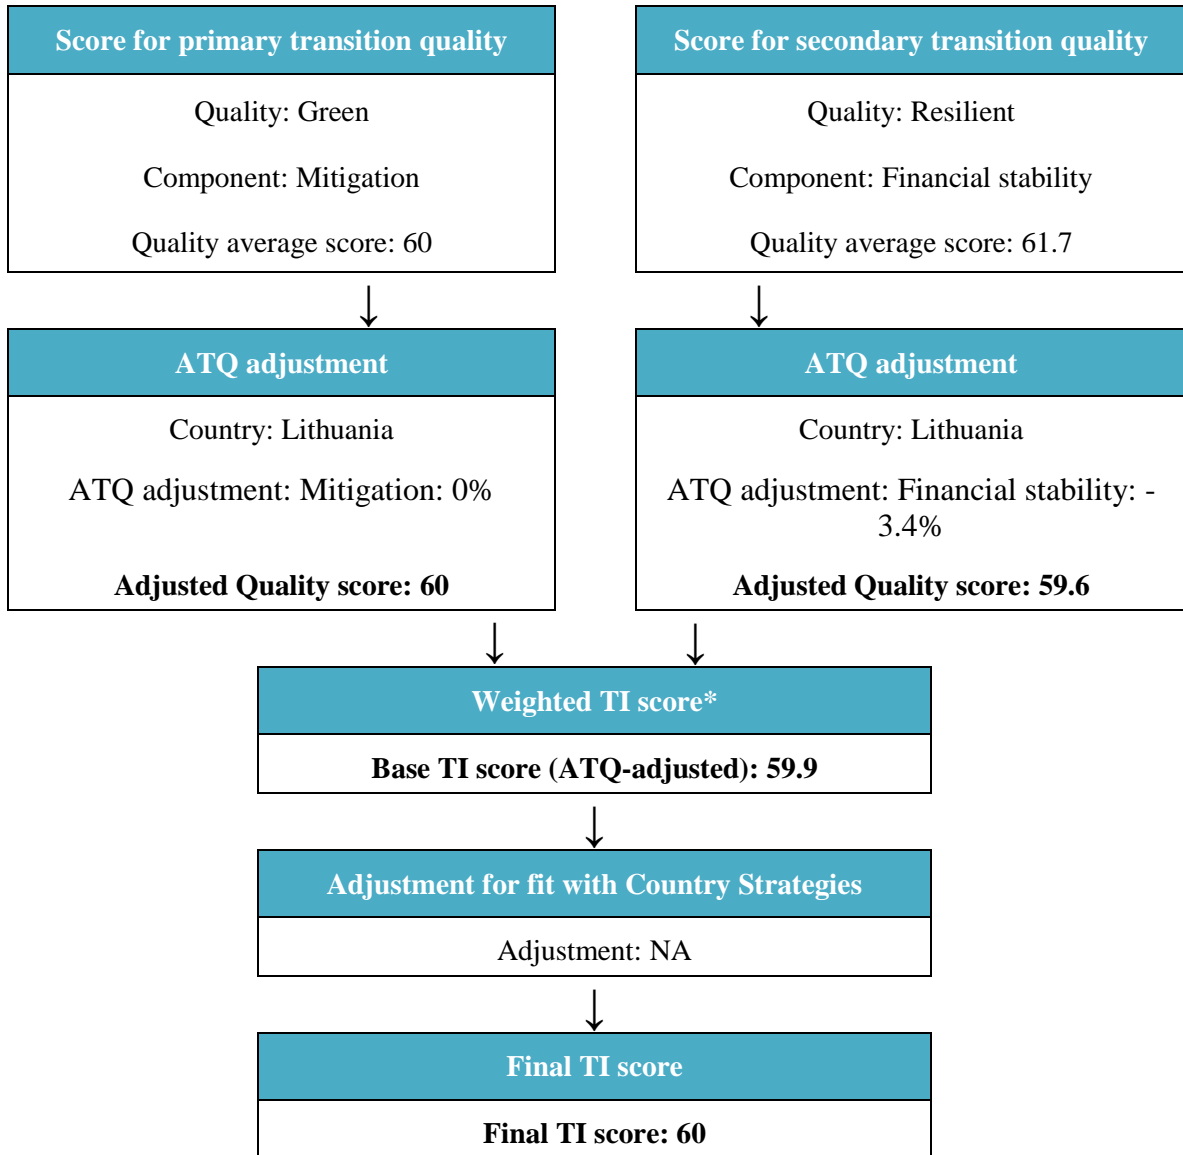 Score for primary transition quality
Quality: Green
Component: Mitigation
Quality average score: 60
Score for secondary transition quality
Quality: Resilient
Component: Financial stability
Quality average score: 61.7
ATQ adjustment
Country: Lithuania
ATQ adjustment: Mitigation: 0%
Adjusted Quality score: 60
ATQ adjustment
Country: Lithuania
ATQ adjustment: Financial stability: -
3.4%
Adjusted Quality score: 59.6
Weighted TI score*
Base TI score (ATQ-adjusted): 59.9
Adjustment for fit with Country Strategies
Adjustment: NA
Final TI score
Final TI score: 60